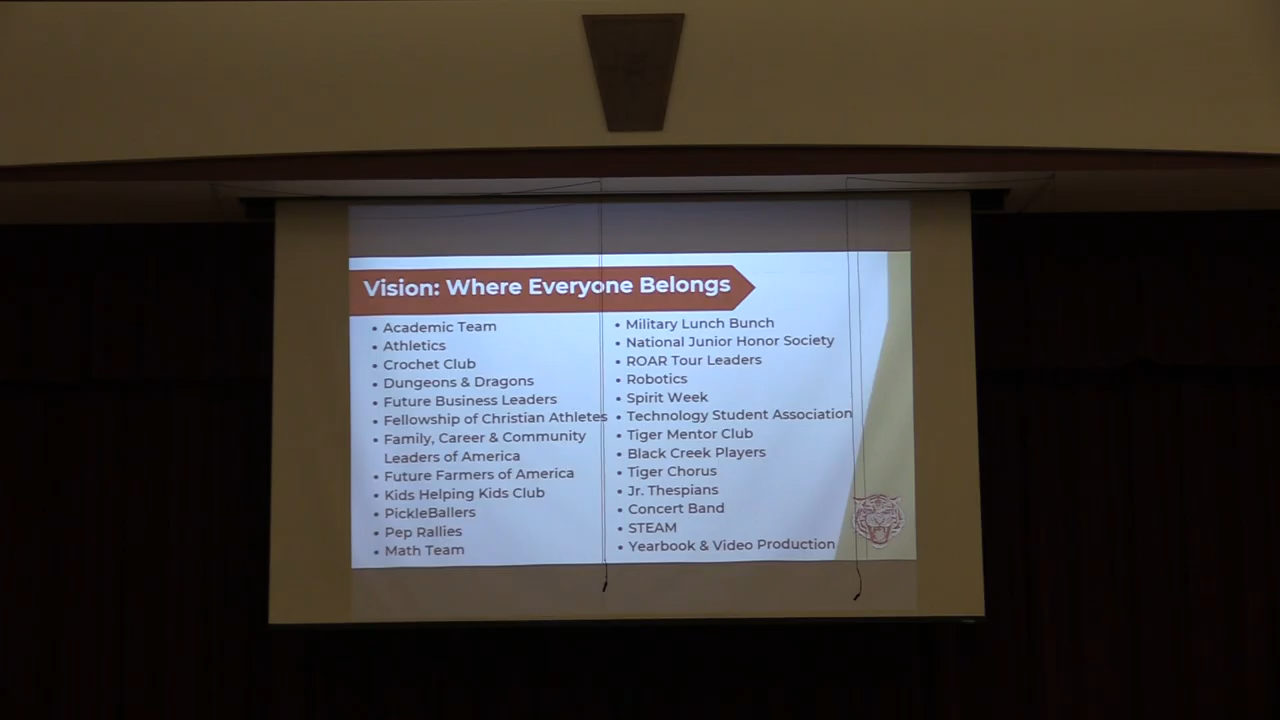 Vision: Where Everyone Belongs
• Academic Team
• Athletics
• Crochet Club
• Dungeons & Dragons
• Future Business Leaders
• Fellowship of Christian Athletes
• Family, Career & Community
Leaders of America
• Future Farmers of America
• Kids Helping Kids Club
• PickleBallers
• Pep Rallies
• Math Team
• Military Lunch Bunch
• National Junior Honor Society
• ROAR Tour Leaders
• Robotics
• Spirit Week
• Technology Student Association
• Tiger Mentor Club
• Black Creek Players
• Tiger Chorus
• Jr. Thespians
• Concert Band
• STEAM
• Yearbook & Video Production